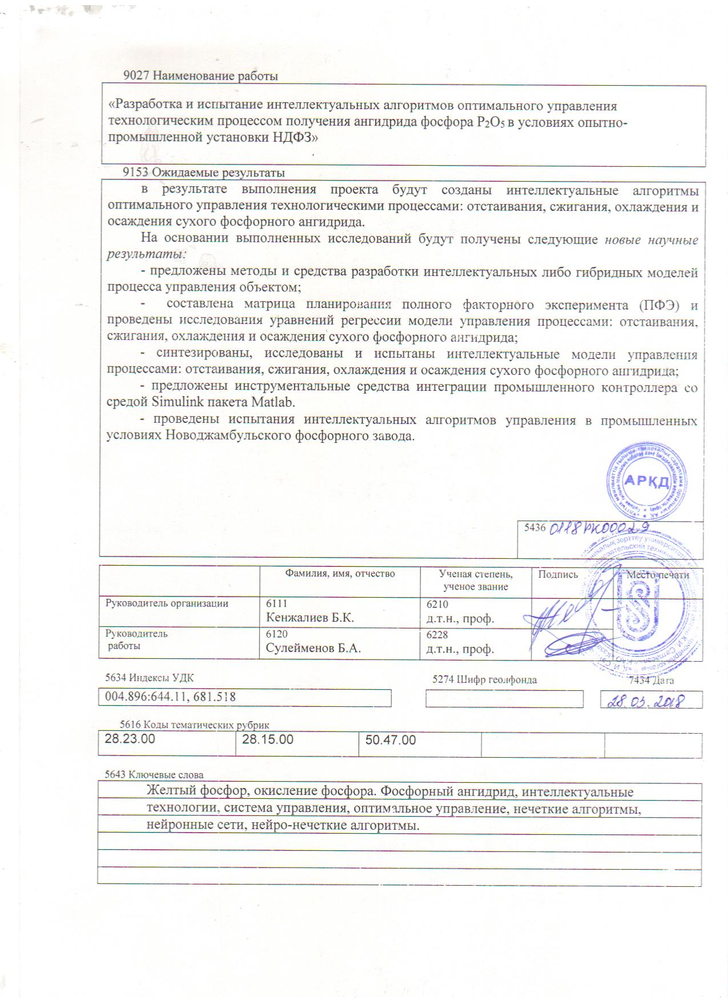 9027 Наименование работы
«Разработка и испытание интеллектуальных алгоритмов оптимального управления
технологическим процессом получения ангидрида фосфора P₂O₅ в условиях опытно-
промышленной установки НДФЗ»
9153 Ожидаемые результаты
в результате выполнения проекта будут созданы интеллектуальные алгоритмы
оптимального управления технологическими процессами: отстаивания, сжигания, охлаждения и
осаждения сухого фосфорного ангидрида.
На основании выполненных исследований будут получены следующие новые научные
результаты:
- предложены методы и средства разработки интеллектуальных либо гибридных моделей
процесса управления объектом;
- составлена матрица планирования полного факторного эксперимента (ПФЭ) и
проведены исследования уравнений регрессии модели управления процессами: отстаивания,
сжигания, охлаждения и осаждения сухого фосфорного ангидрида;
- синтезированы, исследованы и испытаны интеллектуальные модели управления
процессами: отстаивания, сжигания, охлаждения и осаждения сухого фосфорного ангидрида;
- предложены инструментальные средства интеграции промышленного контроллера со
средой Simulink пакета Matlab.
- проведены испытания интеллектуальных алгоритмов управления в промышленных
условиях Новоджамбульского фосфорного завода.
АРҚД
5436 0118РК00029
Фамилия, имя, отчество
Ученая степень,
ученое звание
Подпись
Место печати
Руководитель организации
6111
Кенжалиев Б.К.
6210
д.т.н., проф.
Руководитель
работы
6120
Сулейменов Б.А.
6228
д.т.н., проф.
5634 Индексы УДК
5274 Шифр геолфонда
7434 Дата
004.896:644.11, 681.518
28.03.2018
5616 Коды тематических рубрик
28.23.00
28.15.00
50.47.00
5643 Ключевые слова
Желтый фосфор, окисление фосфора. Фосфорный ангидрид, интеллектуальные
технологии, система управления, оптимальное управление, нечеткие алгоритмы,
нейронные сети, нейро-нечеткие алгоритмы.